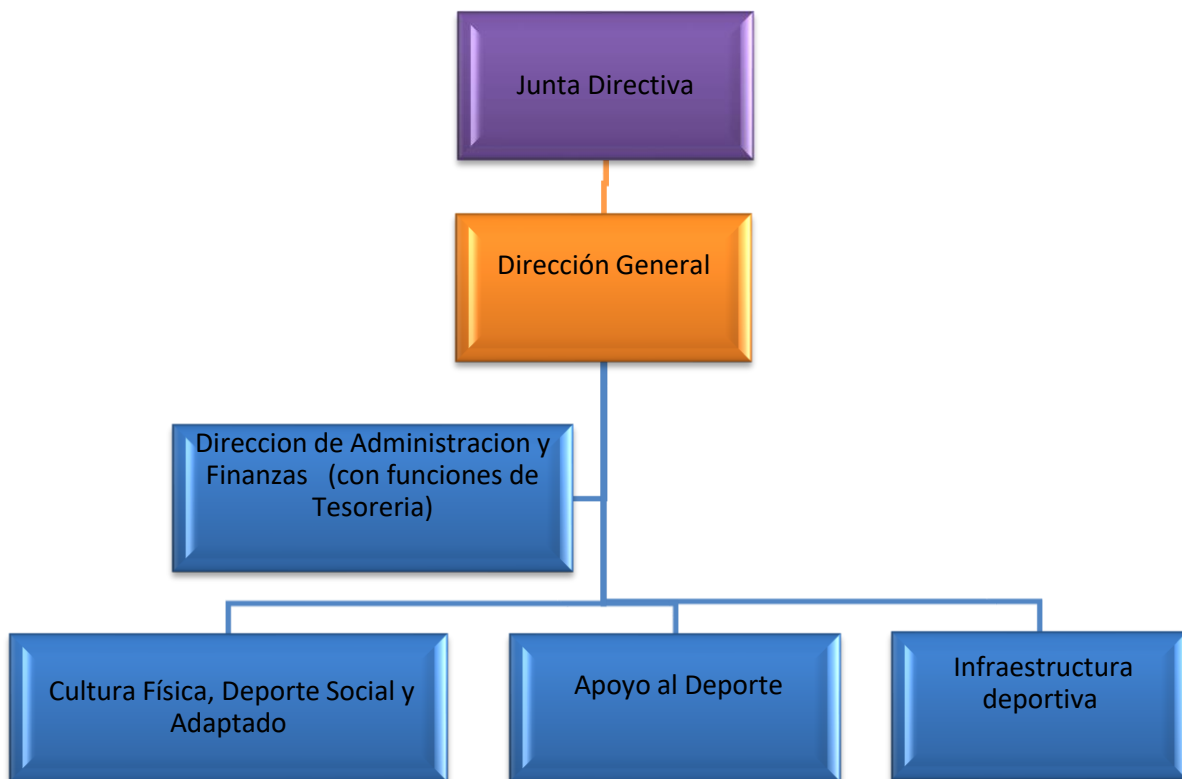 Junta Directiva
Dirección General
Direccion de Administracion y
Finanzas   (con funciones de
Tesoreria)
Cultura Física, Deporte Social y
Adaptado
Apoyo al Deporte
Infraestructura
deportiva